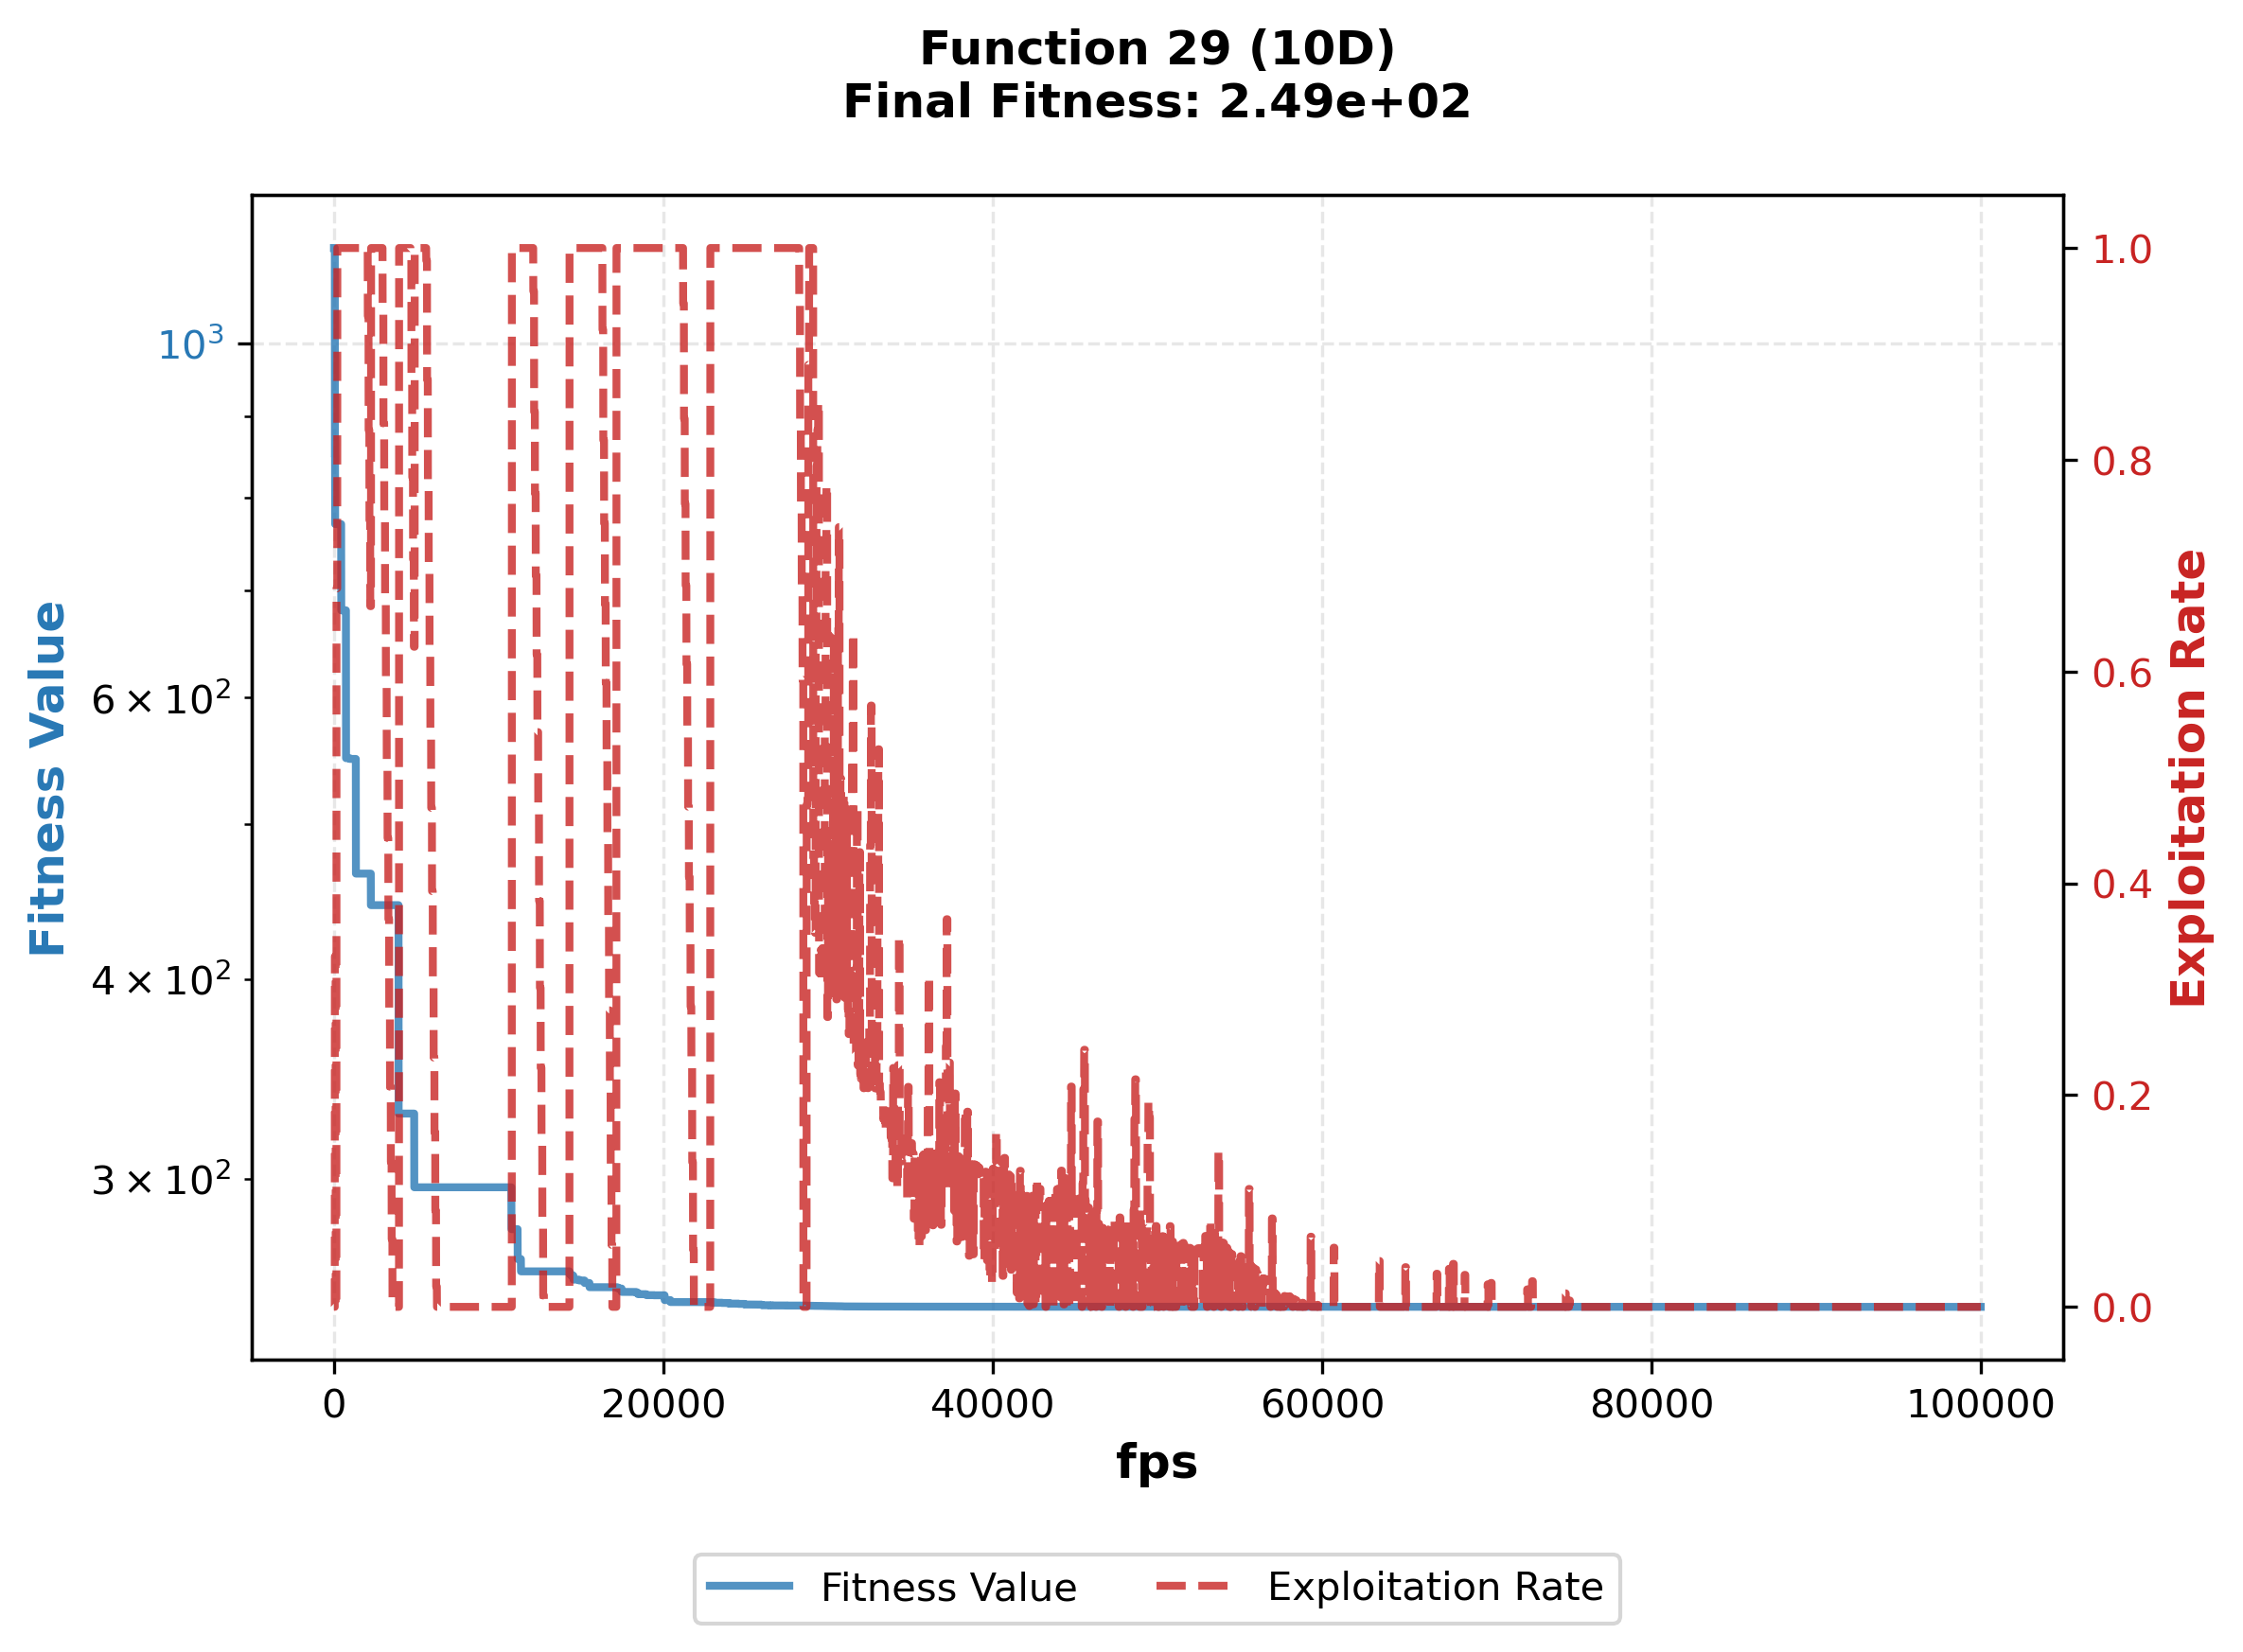 Function 29 (10D)
Final Fitness: 2.49e+02
Fitness Value
10³
6 × 10²
4 × 10²
3 × 10²
1.0
0.8
0.6
0.4
0.2
0.0
Exploitation Rate
0 20000 40000 60000 80000 100000
fps
Fitness Value Exploitation Rate